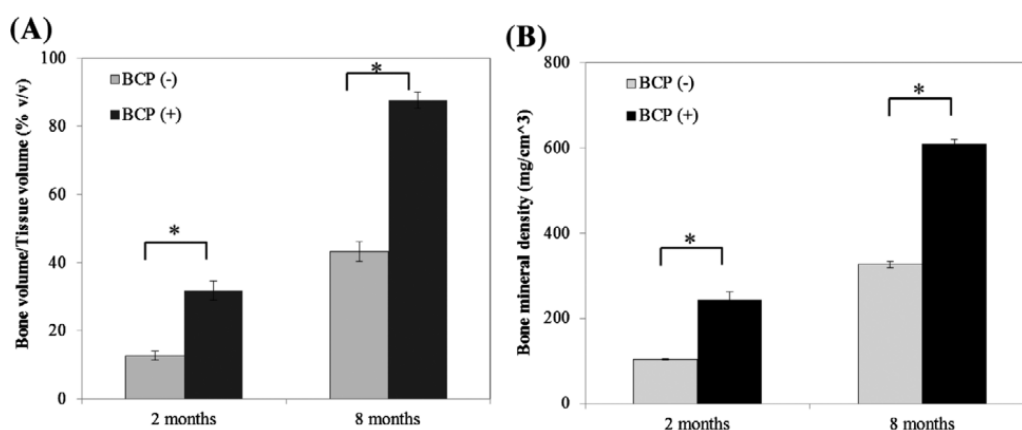 (A)
Bone volume/Tissue volume (% v/v)
100
80
60
40
20
0
BCP (-)
BCP (+)
*
*
2 months
8 months
(B)
Bone mineral density (mg/cm^3)
800
600
400
200
0
BCP (-)
BCP (+)
*
*
2 months
8 months